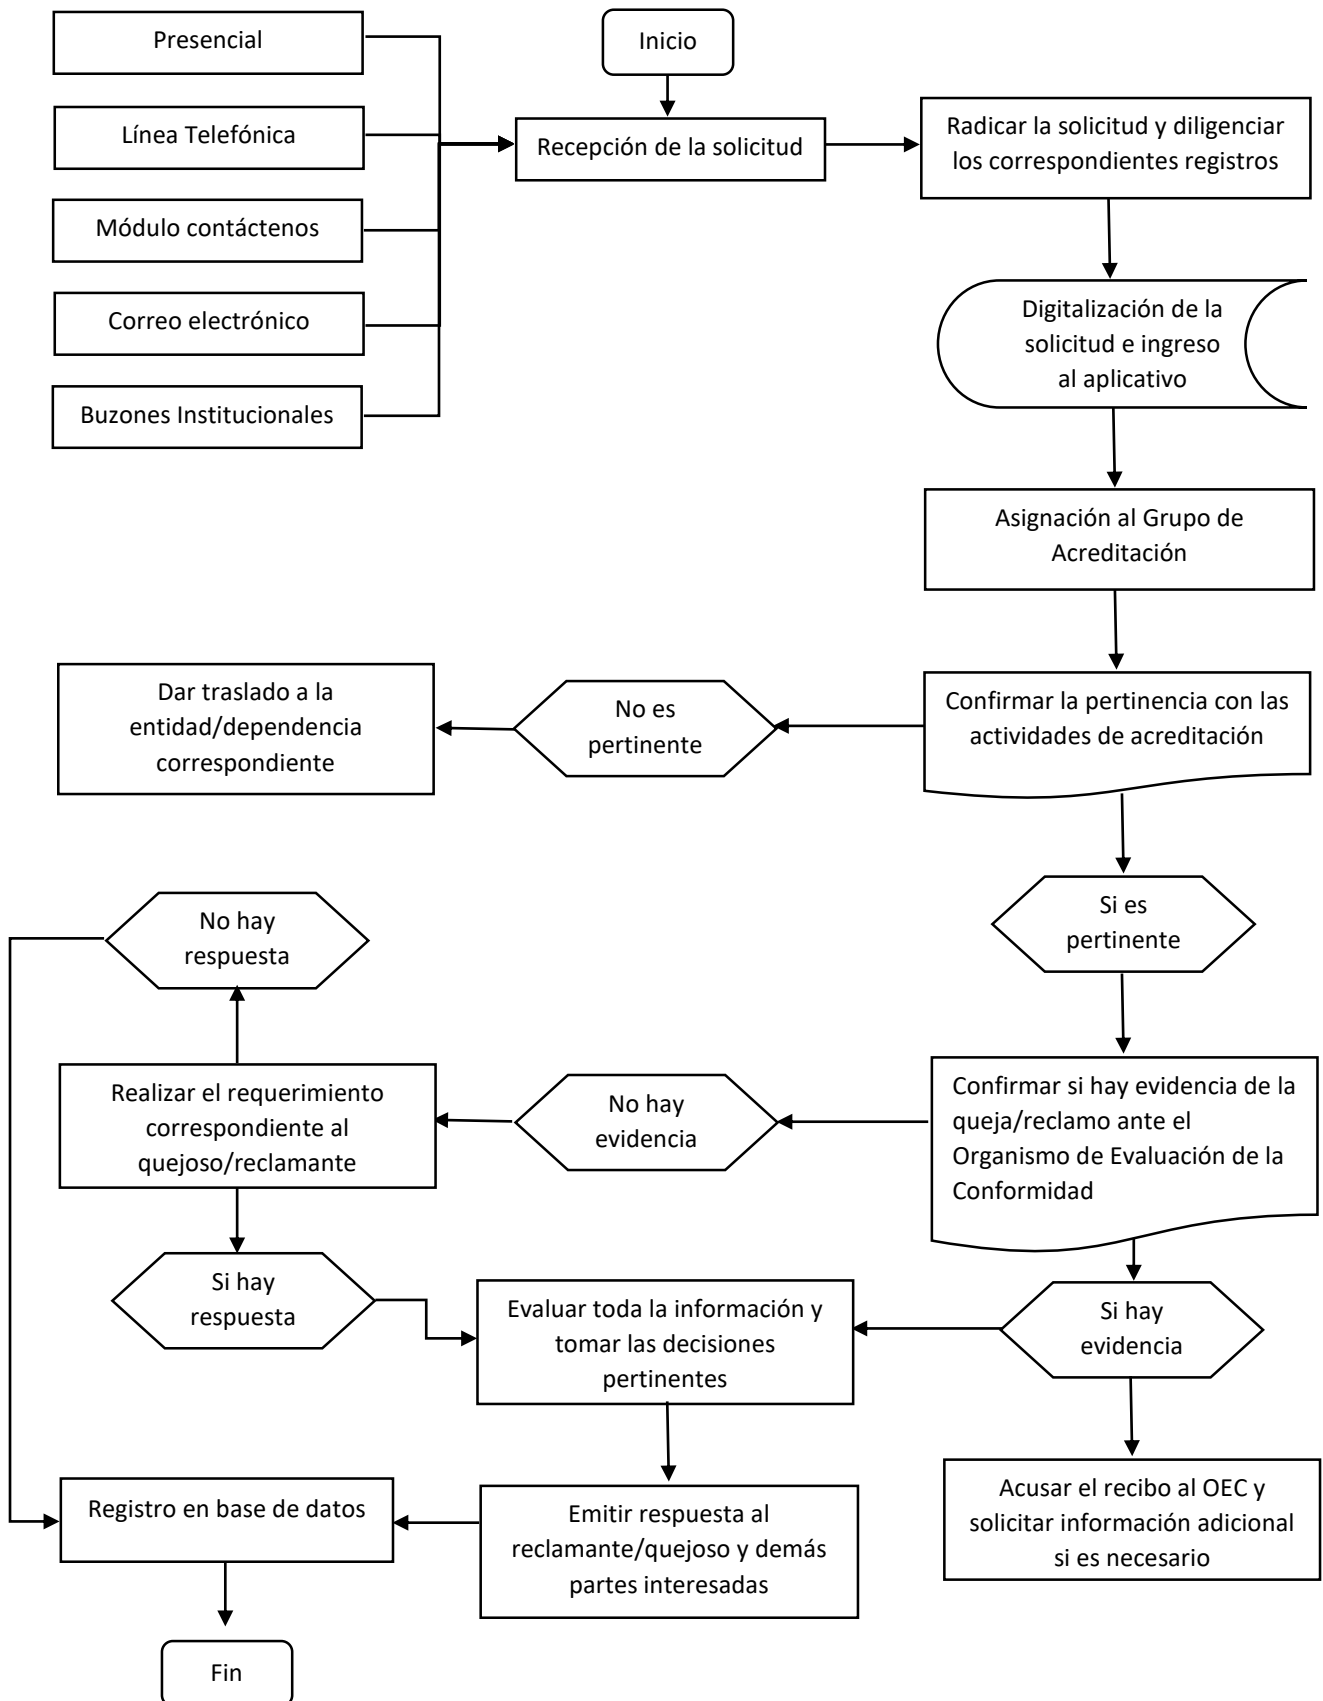 Presencial
Inicio
Línea Telefónica
Recepción de la solicitud
Radicar la solicitud y diligenciar
los correspondientes registros
Módulo contáctenos
Correo electrónico
Buzones Institucionales
Digitalización de la
solicitud e ingreso
al aplicativo
Asignación al Grupo de
Acreditación
Confirmar la pertinencia con las
actividades de acreditación
No es
pertinente
Dar traslado a la
entidad/dependencia
correspondiente
Si es
pertinente
Confirmar si hay evidencia de la
queja/reclamo ante el
Organismo de Evaluación de la
Conformidad
No hay
evidencia
Realizar el requerimiento
correspondiente al
quejoso/reclamante
No hay
respuesta
Si hay
respuesta
Si hay
evidencia
Evaluar toda la información y
tomar las decisiones
pertinentes
Acusar el recibo al OEC y
solicitar información adicional
si es necesario
Emitir respuesta al
reclamante/quejoso y demás
partes interesadas
Registro en base de datos
Fin